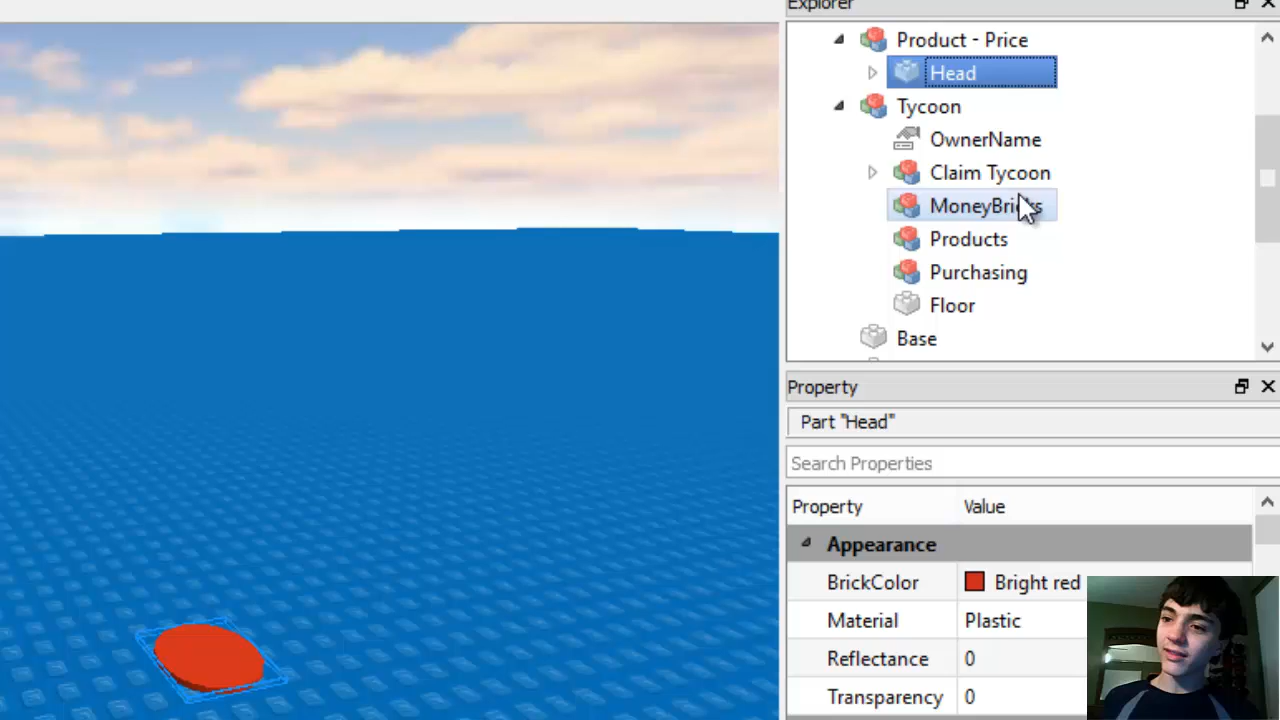 Explorer
Product - Price
Head
Tycoon
OwnerName
Claim Tycoon
MoneyBricks
Products
Purchasing
Floor
Base
Property
Part "Head"
Search Properties
Property Value
Appearance
BrickColor Bright red
Material Plastic
Reflectance 0
Transparency 0